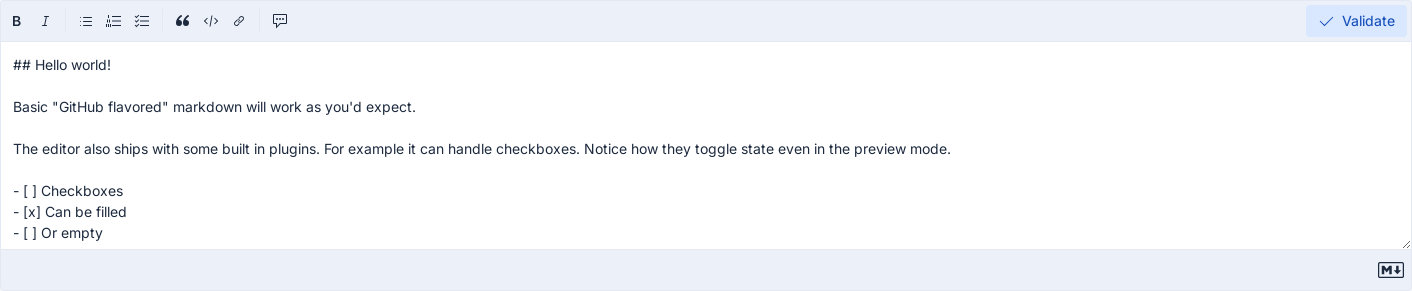 B I
Validate
## Hello world!
Basic "GitHub flavored" markdown will work as you'd expect.
The editor also ships with some built in plugins. For example it can handle checkboxes. Notice how they toggle state even in the preview mode.
- [ ] Checkboxes
- [x] Can be filled
- [ ] Or empty
M